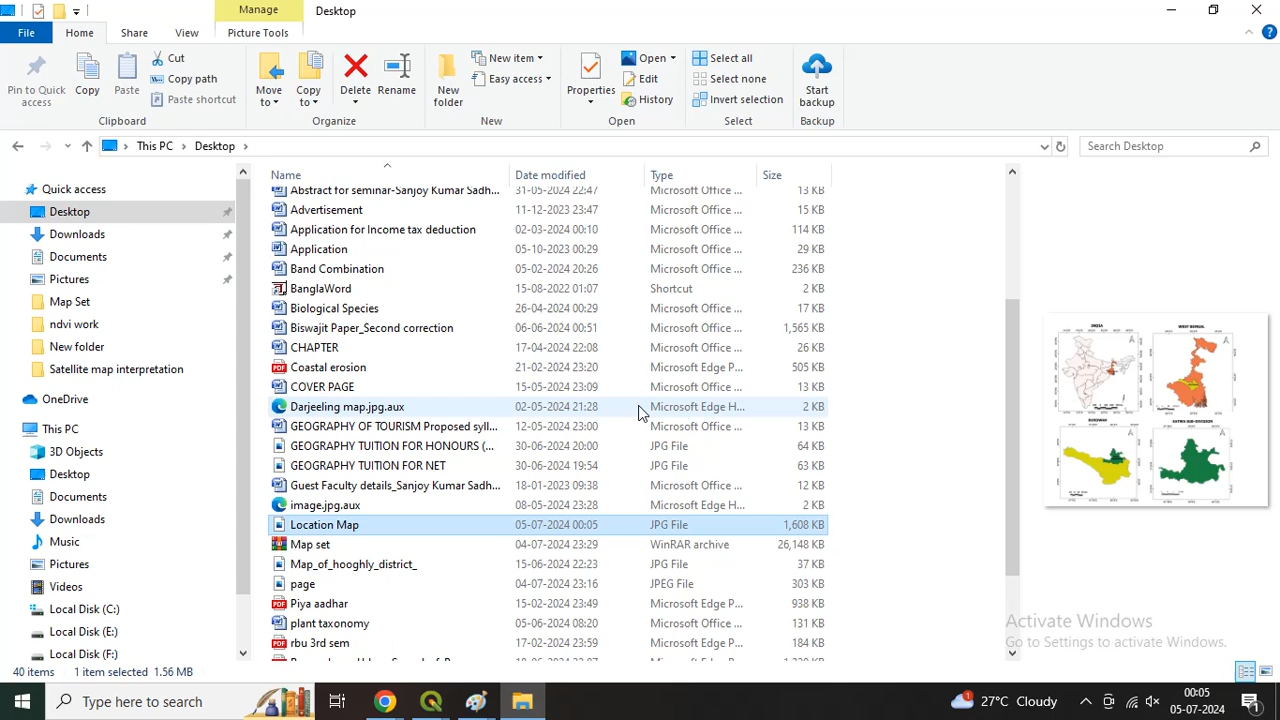 Manage
Desktop
File
Home
Share
View
Picture Tools
Pin to Quick access
Copy
Paste
Cut
Copy path
Paste shortcut
Move to
Copy to
Delete
Rename
New folder
New item
Easy access
Properties
Open
Edit
History
Select all
Select none
Invert selection
Start backup
Clipboard
Organize
New
Open
Select
Backup
This PC
Desktop
Search Desktop
Name
Date modified
Type
Size
Quick access
Desktop
Downloads
Documents
Pictures
Map Set
ndvi work
New folder
Satellite map interpretation
OneDrive
This PC
3D Objects
Desktop
Documents
Downloads
Music
Pictures
Videos
Local Disk (C:)
Local Disk (E:)
Local Disk (F:)
Abstract for seminar-Sanjoy Kumar Sadh... 31-05-2024 22:47 Microsoft Office ... 13 KB
Advertisement 11-12-2023 23:47 Microsoft Office ... 15 KB
Application for Income tax deduction 02-03-2024 00:10 Microsoft Office ... 114 KB
Application 05-10-2023 00:29 Microsoft Office ... 29 KB
Band Combination 05-02-2024 20:26 Microsoft Office ... 236 KB
BanglaWord 15-08-2022 01:07 Shortcut 2 KB
Biological Species 26-04-2024 00:29 Microsoft Office ... 17 KB
Biswajit Paper_Second correction 06-06-2024 00:51 Microsoft Office ... 1,565 KB
CHAPTER 17-04-2024 22:08 Microsoft Office ... 26 KB
Coastal erosion 21-02-2024 23:20 Microsoft Edge P... 505 KB
COVER PAGE 15-05-2024 23:09 Microsoft Office ... 13 KB
Darjeeling map.jpg.aux 02-05-2024 21:28 Microsoft Edge H... 2 KB
GEOGRAPHY OF TOURISM Proposed syll... 12-05-2024 23:00 Microsoft Office ... 13 KB
GEOGRAPHY TUITION FOR HONOURS (... 30-06-2024 20:00 JPG File 64 KB
GEOGRAPHY TUITION FOR NET 30-06-2024 19:54 JPG File 63 KB
Guest Faculty details_Sanjoy Kumar Sadh... 18-01-2023 09:38 Microsoft Office ... 12 KB
image.jpg.aux 08-05-2024 23:28 Microsoft Edge H... 2 KB
Location Map 05-07-2024 00:05 JPG File 1,608 KB
Map set 04-07-2024 23:29 WinRAR archive 26,148 KB
Map_of_hooghly_district_ 15-06-2024 22:23 JPG File 37 KB
page 04-07-2024 23:16 JPEG File 303 KB
Piya aadhar 15-02-2024 23:49 Microsoft Edge P... 938 KB
plant taxonomy 05-06-2024 08:20 Microsoft Office ... 131 KB
rbu 3rd sem 17-02-2024 23:59 Microsoft Edge P... 184 KB
INDIA
WEST BENGAL
Activate Windows
Go to Settings to activate Windows.
40 items 1 item selected 1.56 MB
Type here to search
27°C Cloudy
00:05
05-07-2024